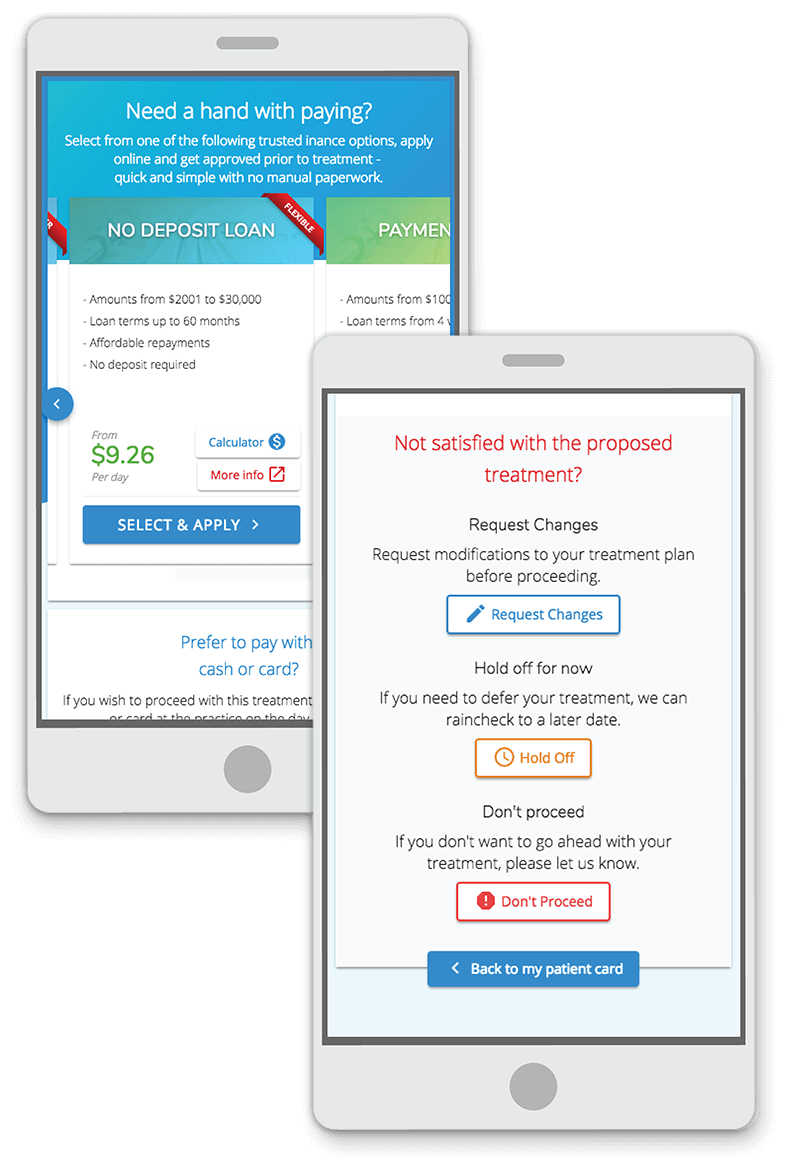 Need a hand with paying?
Select from one of the following trusted inance options, apply
online and get approved prior to treatment -
quick and simple with no manual paperwork.
NO DEPOSIT LOAN
FLEXIBLE
- Amounts from $2001 to $30,000
- Loan terms up to 60 months
- Affordable repayments
- No deposit required
From
$9.26
Per day
Calculator
More info
SELECT & APPLY
PAYMEN
- Amounts from $100
- Loan terms from 4
Prefer to pay with
cash or card?
If you wish to proceed with this treatment
or card at the practice on the day
Not satisfied with the proposed
treatment?
Request Changes
Request modifications to your treatment plan
before proceeding.
Request Changes
Hold off for now
If you need to defer your treatment, we can
raincheck to a later date.
Hold Off
Don't proceed
If you don't want to go ahead with your
treatment, please let us know.
Don't Proceed
Back to my patient card